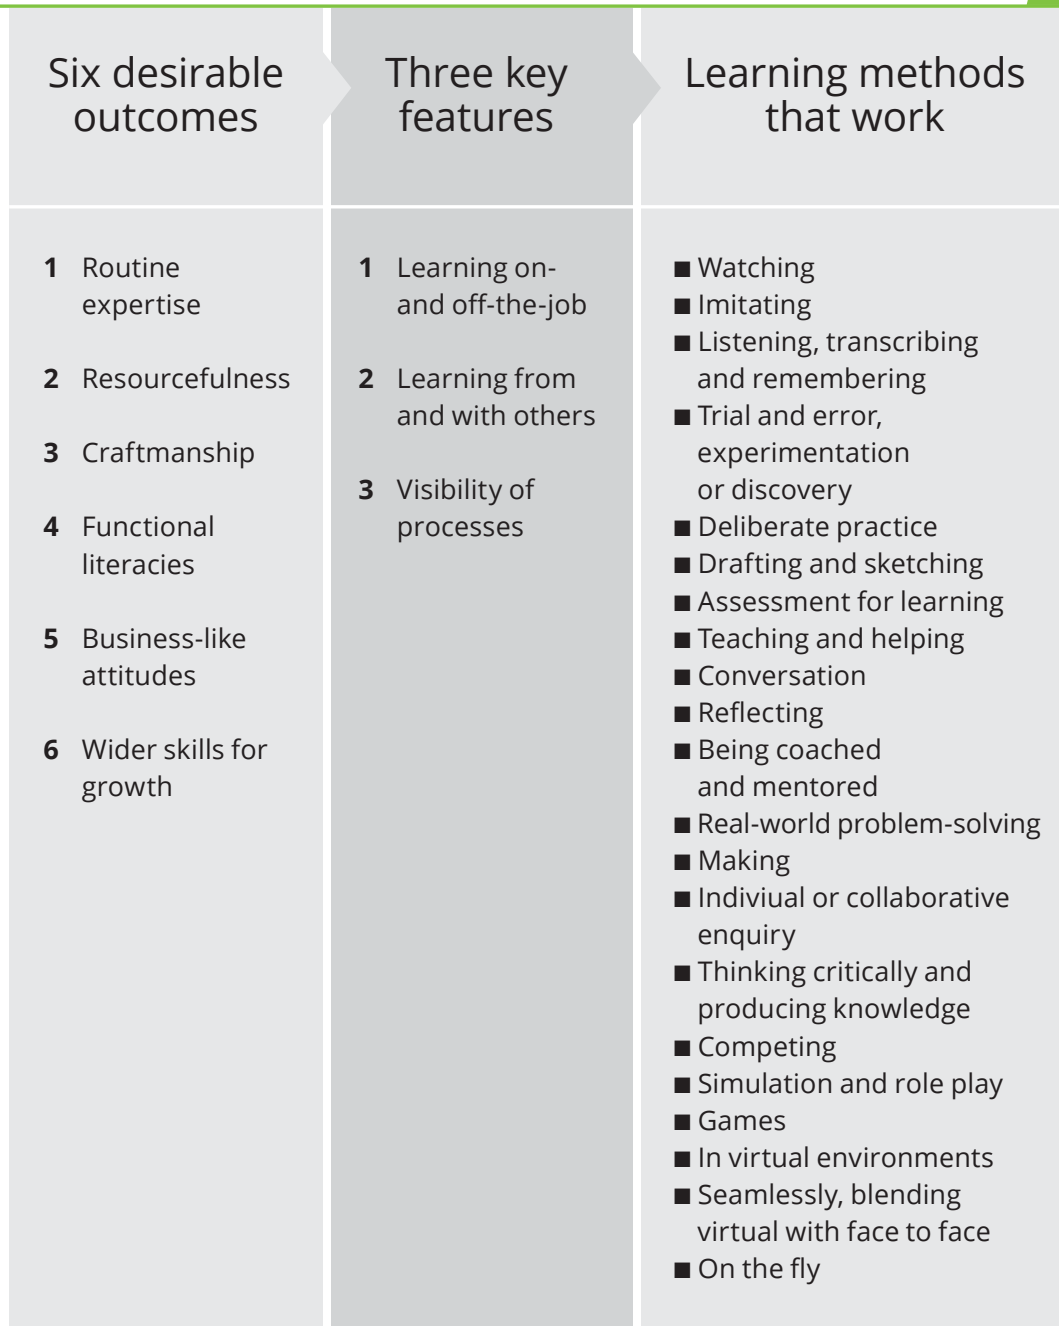 Six desirable
outcomes
Three key
features
Learning methods
that work
1 Routine
expertise
2 Resourcefulness
3 Craftmanship
4 Functional
literacies
5 Business-like
attitudes
6 Wider skills for
growth
1 Learning on-
and off-the-job
2 Learning from
and with others
3 Visibility of
processes
■ Watching
■ Imitating
■ Listening, transcribing
and remembering
■ Trial and error,
experimentation
or discovery
■ Deliberate practice
■ Drafting and sketching
■ Assessment for learning
■ Teaching and helping
■ Conversation
■ Reflecting
■ Being coached
and mentored
■ Real-world problem-solving
■ Making
■ Indiviual or collaborative
enquiry
■ Thinking critically and
producing knowledge
■ Competing
■ Simulation and role play
■ Games
■ In virtual environments
■ Seamlessly, blending
virtual with face to face
■ On the fly